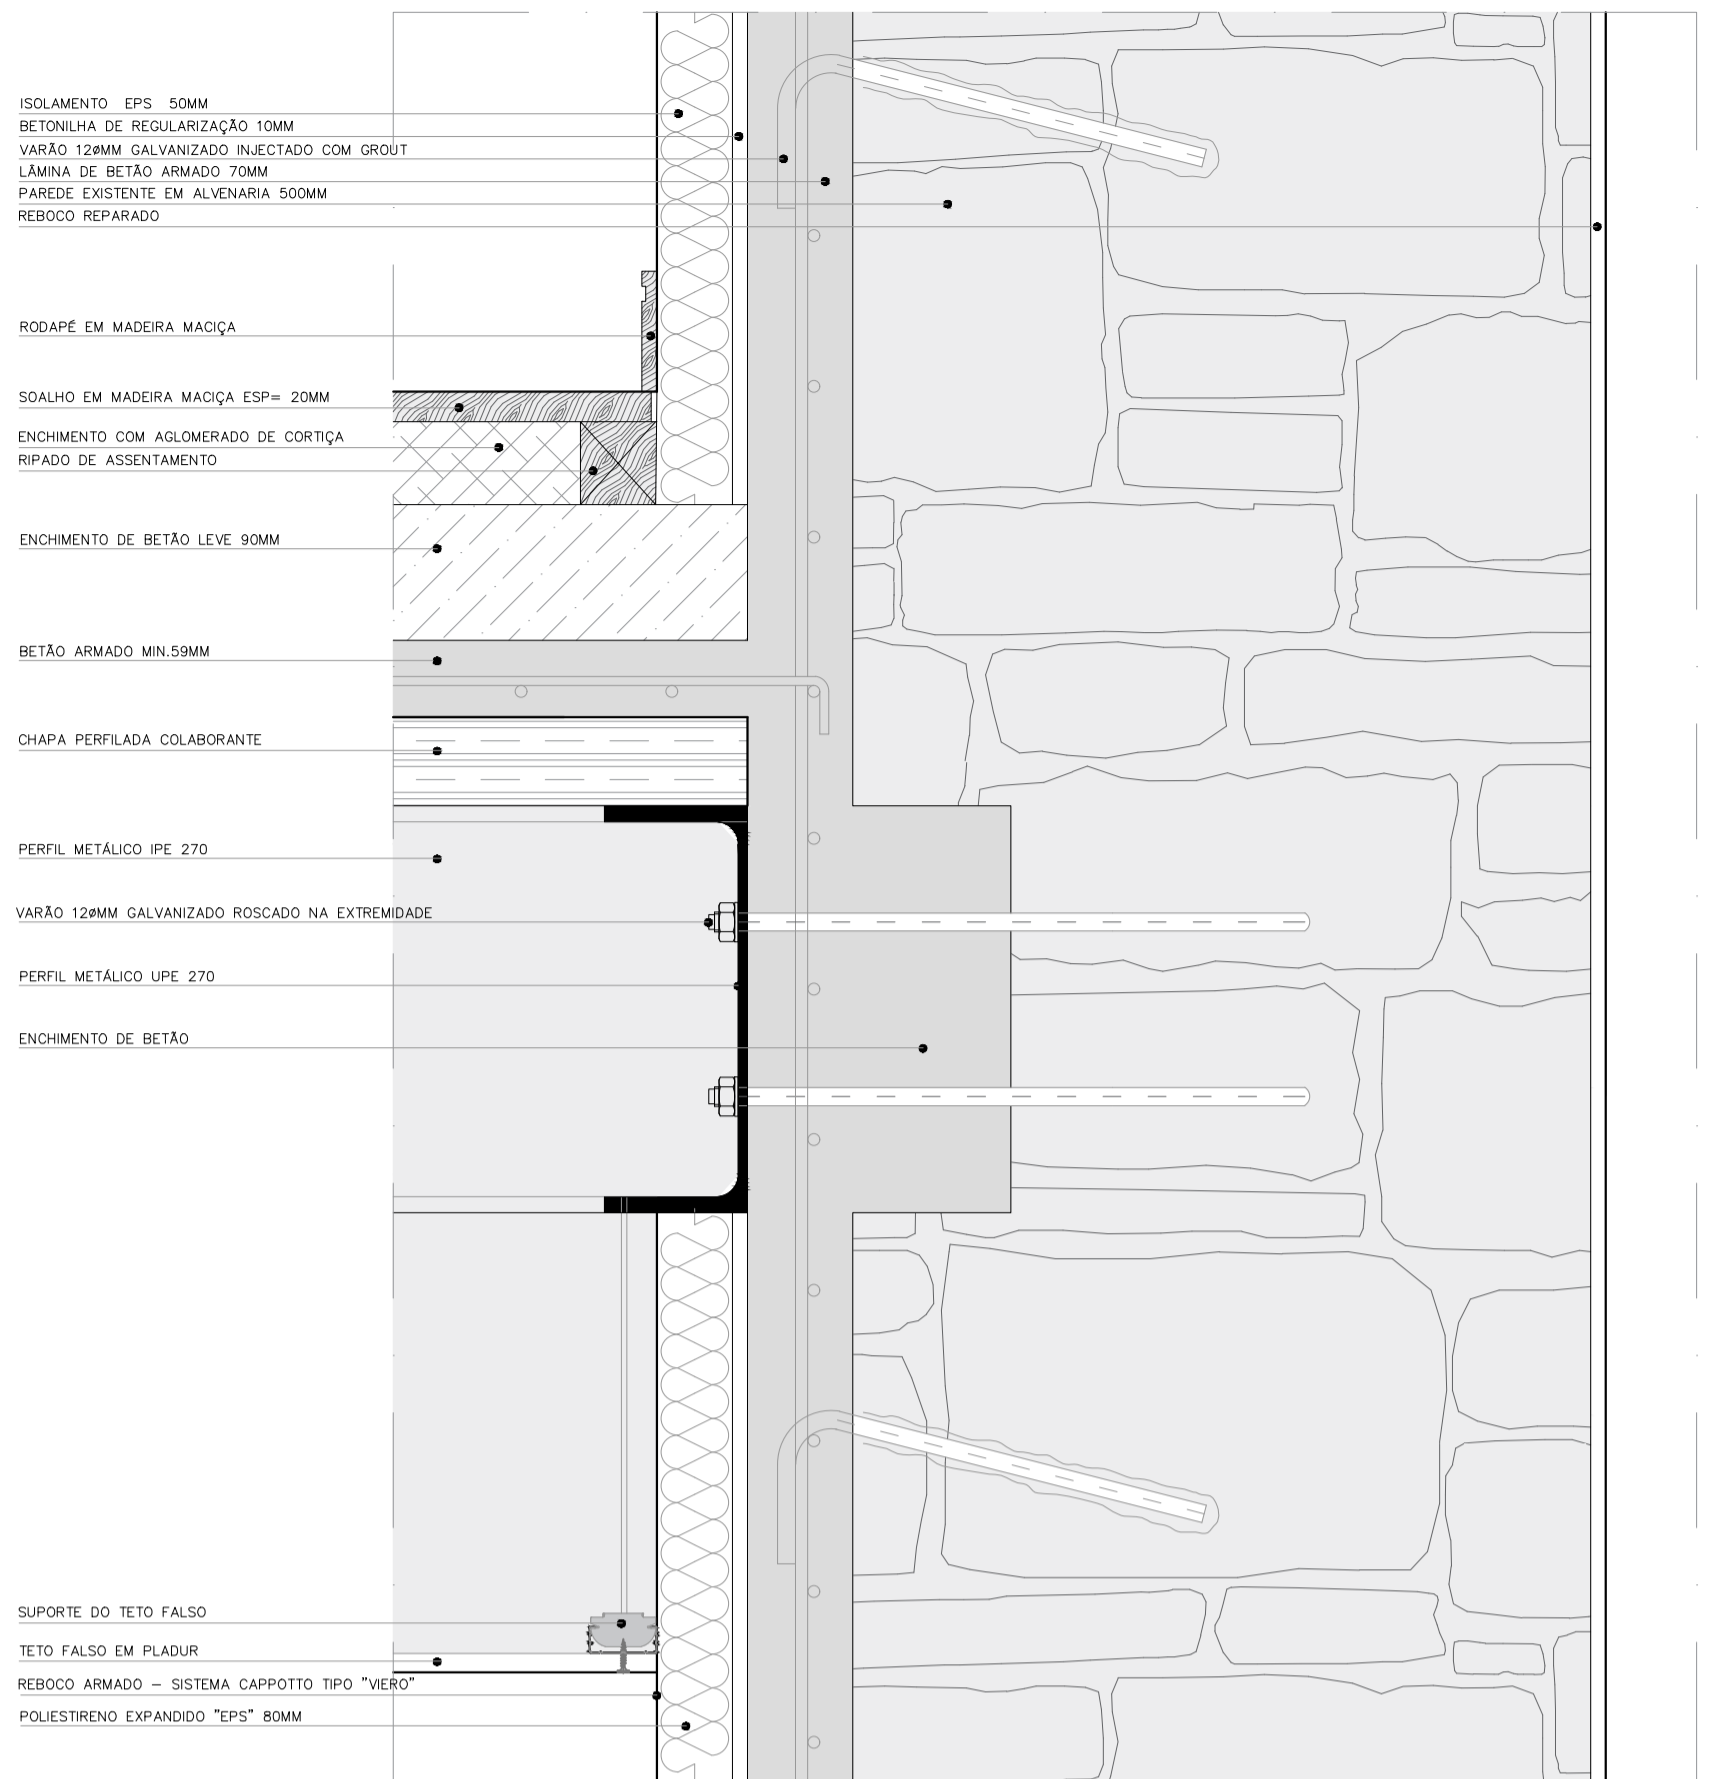 ISOLAMENTO EPS 50MM
BETONILHA DE REGULARIZAÇÃO 10MM
VARÃO 12øMM GALVANIZADO INJECTADO COM GROUT
LÂMINA DE BETÃO ARMADO 70MM
PAREDE EXISTENTE EM ALVENARIA 500MM
REBOCO REPARADO
RODAPÉ EM MADEIRA MACIÇA
SOALHO EM MADEIRA MACIÇA ESP= 20MM
ENCHIMENTO COM AGLOMERADO DE CORTIÇA
RIPADO DE ASSENTAMENTO
ENCHIMENTO DE BETÃO LEVE 90MM
BETÃO ARMADO MIN.59MM
CHAPA PERFILADA COLABORANTE
PERFIL METÁLICO IPE 270
VARÃO 12øMM GALVANIZADO ROSCADO NA EXTREMIDADE
PERFIL METÁLICO UPE 270
ENCHIMENTO DE BETÃO
SUPORTE DO TETO FALSO
TETO FALSO EM PLADUR
REBOCO ARMADO – SISTEMA CAPPOTTO TIPO "VIERO"
POLIESTIRENO EXPANDIDO "EPS" 80MM